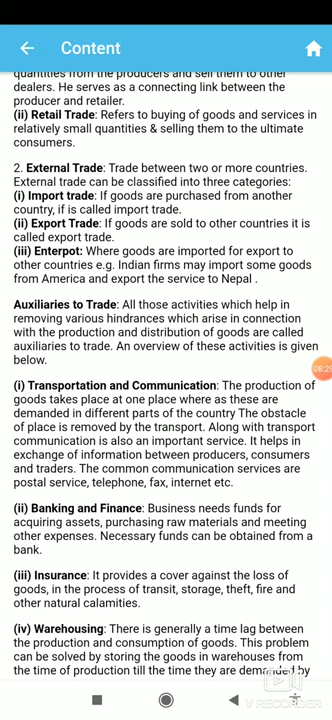 Content
quantities from the producers and sell them to other
dealers. He serves as a connecting link between the
producer and retailer.
(ii) Retail Trade: Refers to buying of goods and services in
relatively small quantities & selling them to the ultimate
consumers.
2. External Trade: Trade between two or more countries.
External trade can be classified into three categories:
(i) Import trade: If goods are purchased from another
country, if is called import trade.
(ii) Export Trade: If goods are sold to other countries it is
called export trade.
(iii) Enterpot: Where goods are imported for export to
other countries e.g. Indian firms may import some goods
from America and export the service to Nepal .
Auxiliaries to Trade: All those activities which help in
removing various hindrances which arise in connection
with the production and distribution of goods are called
auxiliaries to trade. An overview of these activities is given
below.
08:29
(i) Transportation and Communication: The production of
goods takes place at one place where as these are
demanded in different parts of the country The obstacle
of place is removed by the transport. Along with transport
communication is also an important service. It helps in
exchange of information between producers, consumers
and traders. The common communication services are
postal service, telephone, fax, internet etc.
(ii) Banking and Finance: Business needs funds for
acquiring assets, purchasing raw materials and meeting
other expenses. Necessary funds can be obtained from a
bank.
(iii) Insurance: It provides a cover against the loss of
goods, in the process of transit, storage, theft, fire and
other natural calamities.
(iv) Warehousing: There is generally a time lag between
the production and consumption of goods. This problem
can be solved by storing the goods in warehouses from
the time of production till the time they are demanded by
RECORDER